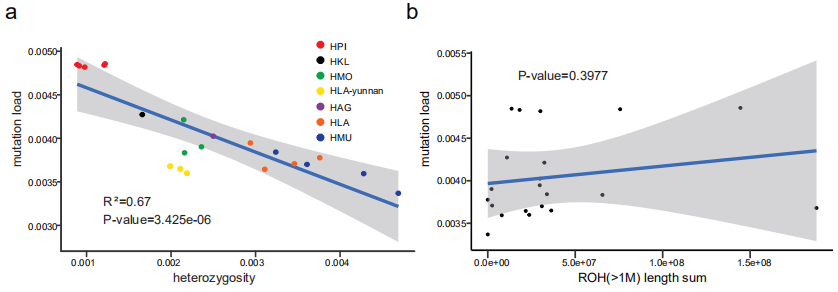 a
0.0050
0.0045
0.0040
0.0035
0.0030
mutation load
0.001
0.002
0.003
0.004
heterozygosity
HPI
HKL
HMO
HLA-yunnan
HAG
HLA
HMU
R²=0.67
P-value=3.425e-06
b
0.0055
0.0050
0.0045
0.0040
0.0035
mutation load
P-value=0.3977
0.0e+00
5.0e+07
1.0e+08
1.5e+08
ROH(>1M) length sum